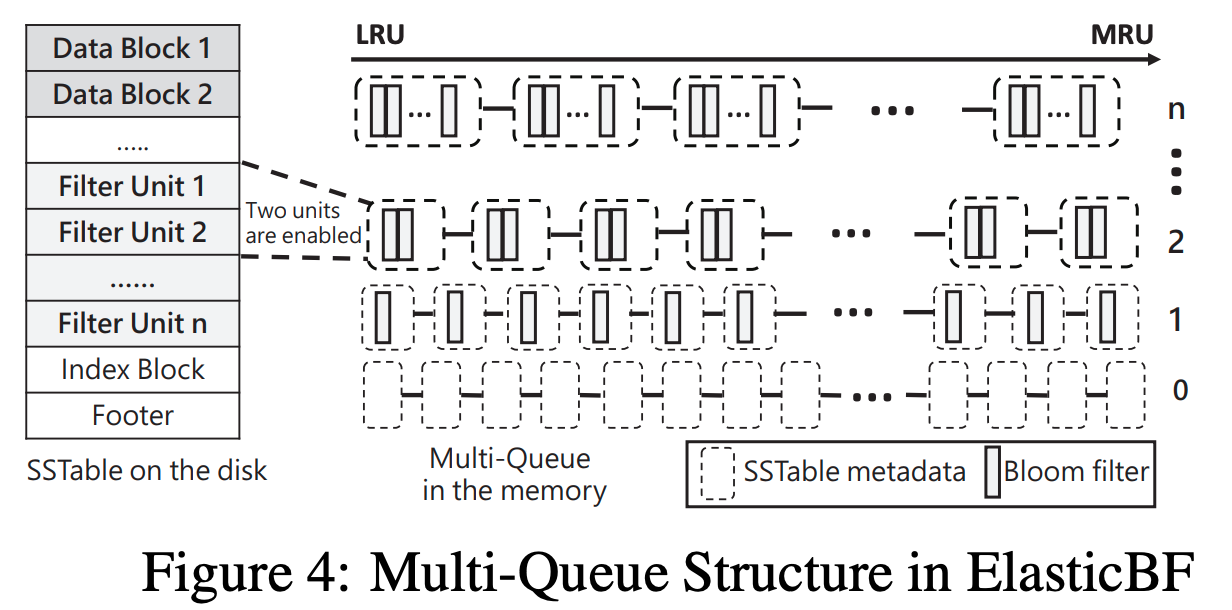 Data Block 1
Data Block 2
.....
Filter Unit 1
Filter Unit 2
......
Filter Unit n
Index Block
Footer
SSTable on the disk
Two units
are enabled
LRU
MRU
... ... ... ... ...
n
...
... 2
... 1
... 0
Multi-Queue
in the memory
SSTable metadata
Bloom filter
Figure 4: Multi-Queue Structure in ElasticBF